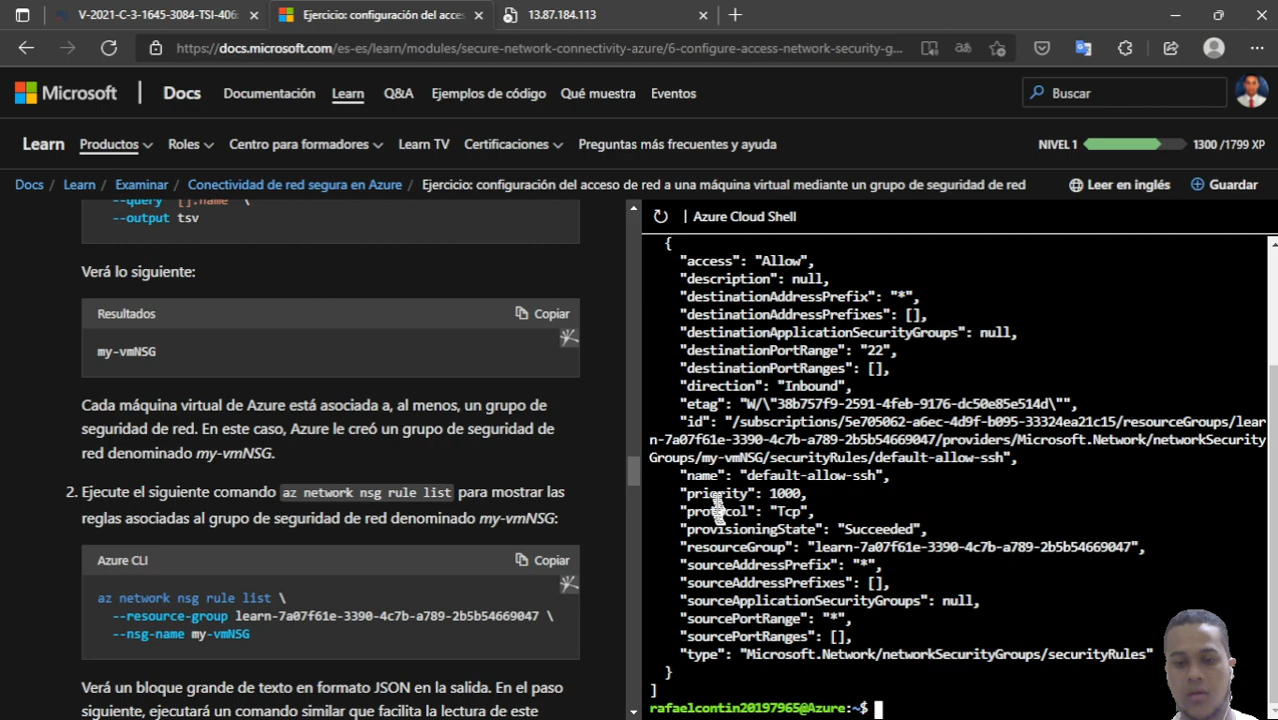 V-2021-C-3-1645-3084-TSI-406
Ejercicio: configuración del acces
13.87.184.113
https://docs.microsoft.com/es-es/learn/modules/secure-network-connectivity-azure/6-configure-access-network-security-g...
Microsoft
Docs
Documentación
Learn
Q&A
Ejemplos de código
Qué muestra
Eventos
Buscar
Learn
Productos
Roles
Centro para formadores
Learn TV
Certificaciones
Preguntas más frecuentes y ayuda
NIVEL 1
1300 /1799 XP
Docs / Learn / Examinar / Conectividad de red segura en Azure / Ejercicio: configuración del acceso de red a una máquina virtual mediante un grupo de seguridad de red
Leer en inglés
Guardar
--query '[].name' \
--output tsv
Verá lo siguiente:
Resultados
Copiar
my-vmNSG
Cada máquina virtual de Azure está asociada a, al menos, un grupo de
seguridad de red. En este caso, Azure le creó un grupo de seguridad de
red denominado my-vmNSG.
2. Ejecute el siguiente comando az network nsg rule list para mostrar las
reglas asociadas al grupo de seguridad de red denominado my-vmNSG:
Azure CLI
Copiar
az network nsg rule list \
--resource-group learn-7a07f61e-3390-4c7b-a789-2b5b54669047 \
--nsg-name my-vmNSG
Verá un bloque grande de texto en formato JSON en la salida. En el paso
siguiente, ejecutará un comando similar que facilita la lectura de este
| Azure Cloud Shell
{
"access": "Allow",
"description": null,
"destinationAddressPrefix": "*",
"destinationAddressPrefixes": [],
"destinationApplicationSecurityGroups": null,
"destinationPortRange": "22",
"destinationPortRanges": [],
"direction": "Inbound",
"etag": "W/\"38b757f9-2591-4feb-9176-dc50e85e514d\"",
"id": "/subscriptions/5e705062-a6ec-4d9f-b095-33324ea21c15/resourceGroups/lear
n-7a07f61e-3390-4c7b-a789-2b5b54669047/providers/Microsoft.Network/networkSecurity
Groups/my-vmNSG/securityRules/default-allow-ssh",
"name": "default-allow-ssh",
"priority": 1000,
"protocol": "Tcp",
"provisioningState": "Succeeded",
"resourceGroup": "learn-7a07f61e-3390-4c7b-a789-2b5b54669047",
"sourceAddressPrefix": "*",
"sourceAddressPrefixes": [],
"sourceApplicationSecurityGroups": null,
"sourcePortRange": "*",
"sourcePortRanges": [],
"type": "Microsoft.Network/networkSecurityGroups/securityRules"
}
]
rafaelcontin20197965@Azure:~$